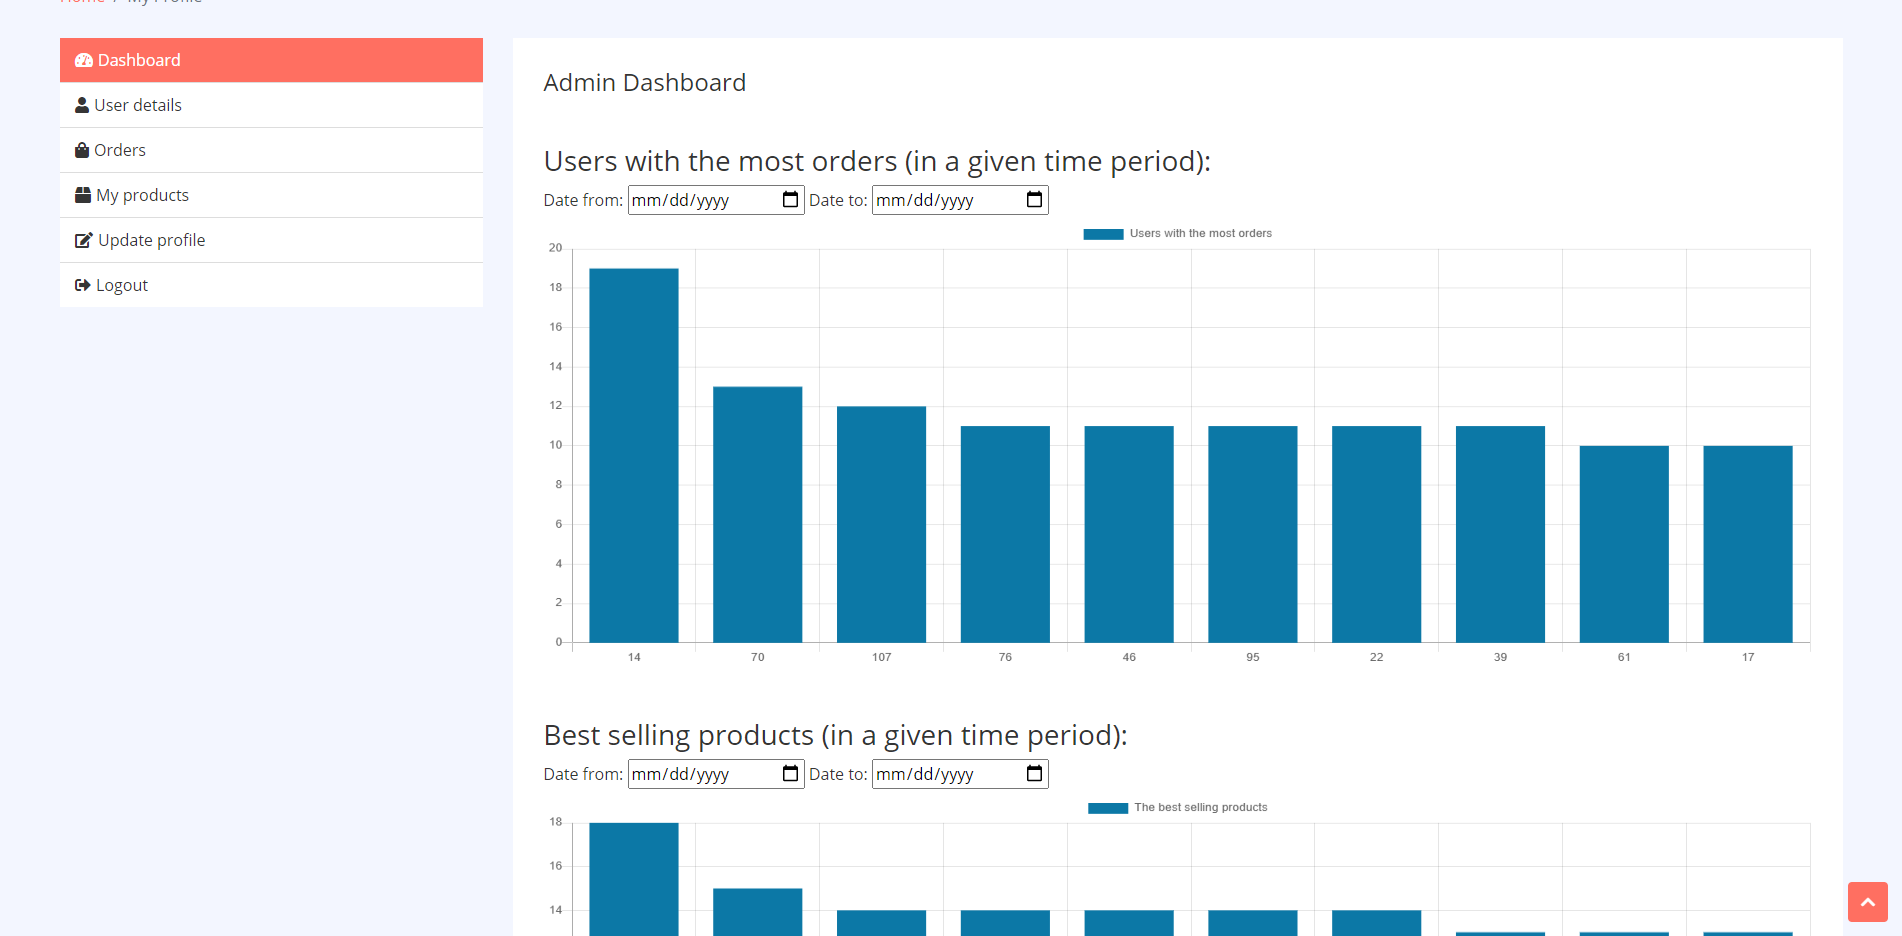 Home / My Profile
Dashboard
User details
Orders
My products
Update profile
Logout
Admin Dashboard
Users with the most orders (in a given time period):
Date from: mm/dd/yyyy Date to: mm/dd/yyyy
Users with the most orders
20
18
16
14
12
10
8
6
4
2
0
14 70 107 76 46 95 22 39 61 17
Best selling products (in a given time period):
Date from: mm/dd/yyyy Date to: mm/dd/yyyy
The best selling products
18
16
14